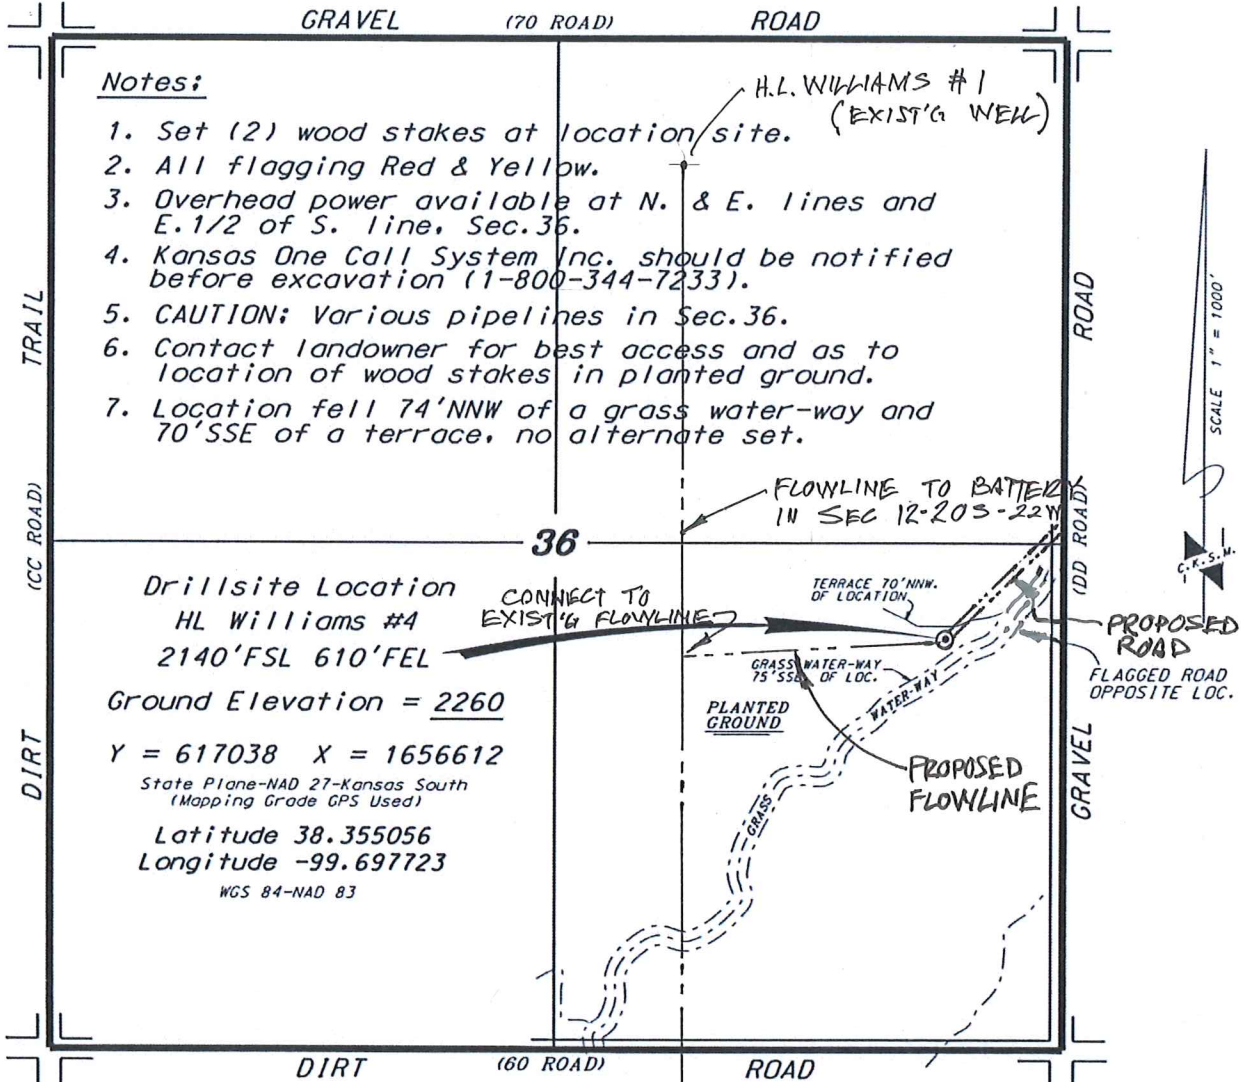 GRAVEL (70 ROAD) ROAD
Notes:
1. Set (2) wood stakes at location site.
2. All flagging Red & Yellow.
3. Overhead power available at N. & E. lines and
E.1/2 of S. line, Sec.36.
4. Kansas One Call System Inc. should be notified
before excavation (1-800-344-7233).
5. CAUTION: Various pipelines in Sec.36.
6. Contact landowner for best access and as to
location of wood stakes in planted ground.
7. Location fell 74'NNW of a grass water-way and
70'SSE of a terrace, no alternate set.
H.L. WILLIAMS #1
(EXIST'G WELL)
TRAIL
(CC ROAD)
DIRT
ROAD
(DD ROAD)
GRAVEL
SCALE 1" = 1000'
C.K.S.M.
FLOWLINE TO BATTERY
IN SEC 12-20S-22W
36
Drillsite Location
HL Williams #4
2140'FSL 610'FEL
Ground Elevation = 2260
Y = 617038 X = 1656612
State Plane-NAD 27-Kansas South
(Mapping Grade GPS Used)
Latitude 38.355056
Longitude -99.697723
WGS 84-NAD 83
CONNECT TO
EXIST'G FLOWLINE
TERRACE 70'NNW.
OF LOCATION
GRASS WATER-WAY
75'SSE OF LOC.
PLANTED
GROUND
WATER-WAY
GRASS
PROPOSED
ROAD
FLAGGED ROAD
OPPOSITE LOC.
PROPOSED
FLOWLINE
DIRT (60 ROAD) ROAD